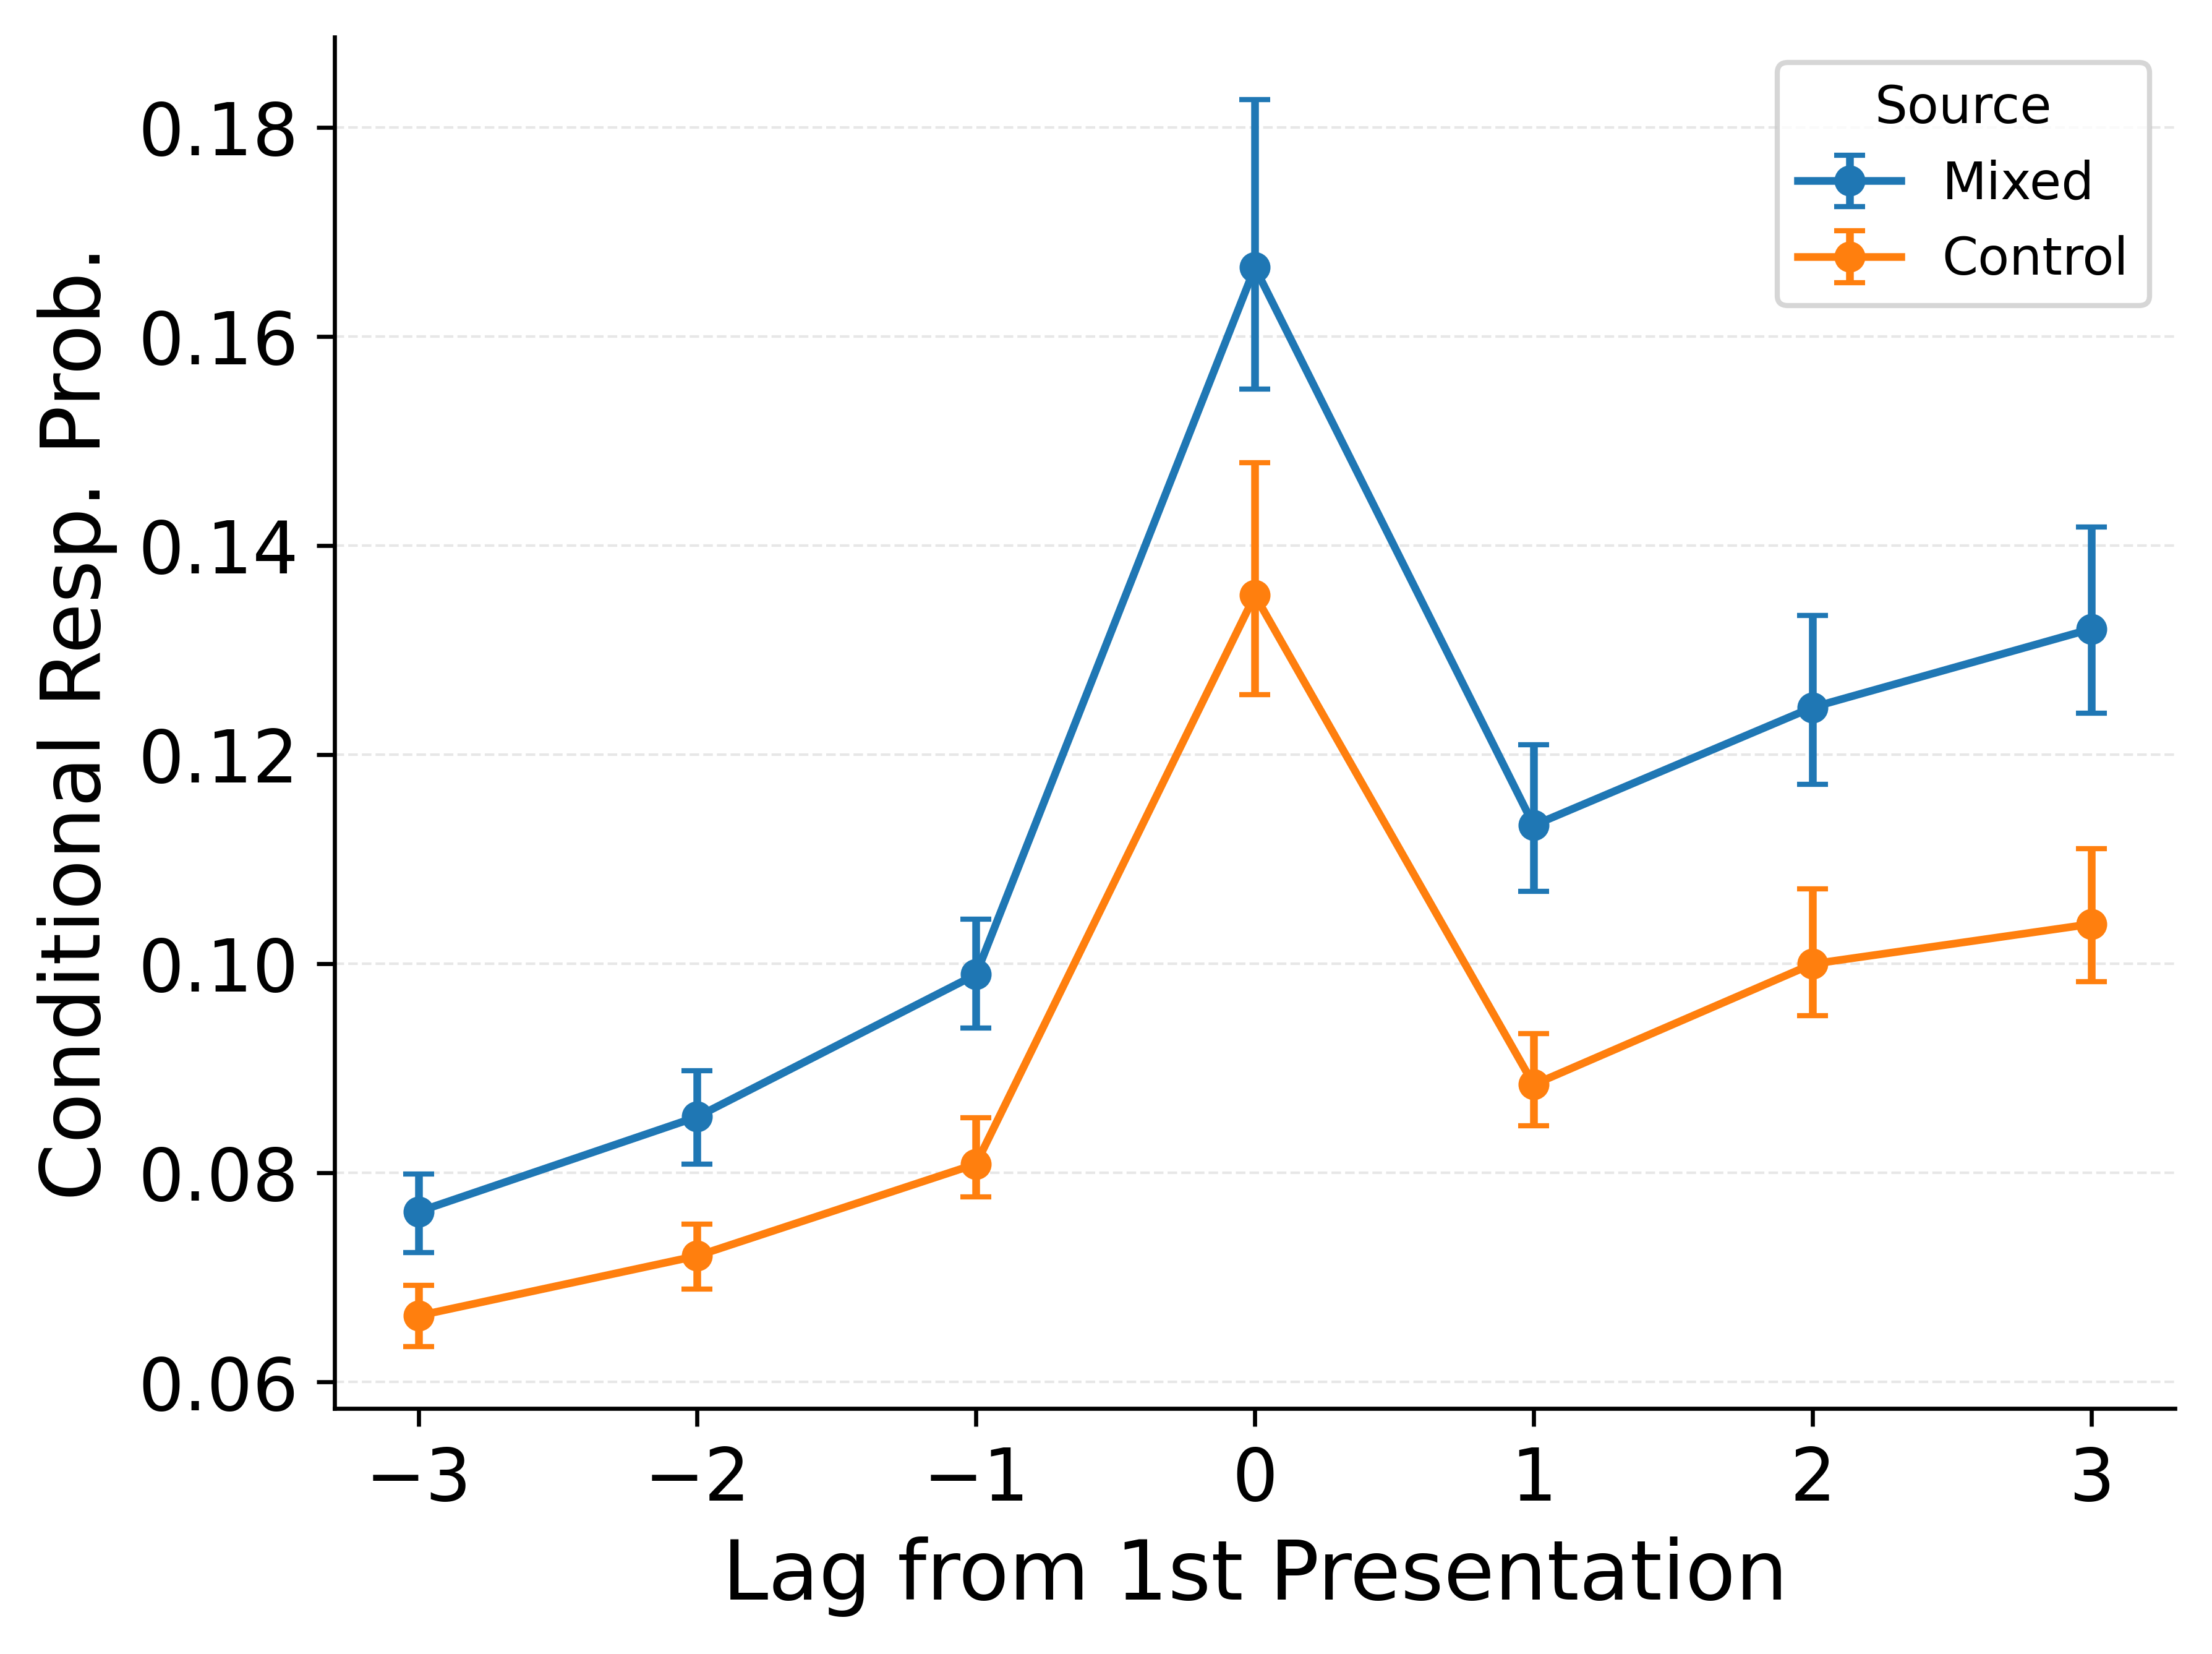 Conditional Resp. Prob.
0.18
0.16
0.14
0.12
0.10
0.08
0.06
Source
Mixed
Control
−3 −2 −1 0 1 2 3
Lag from 1st Presentation